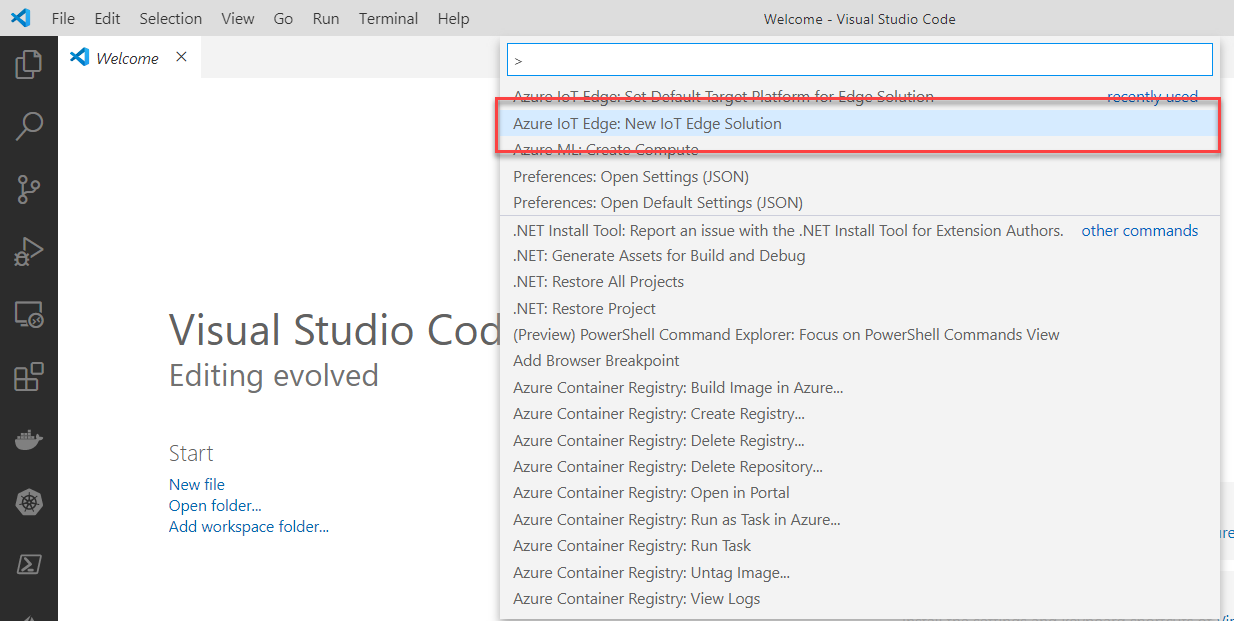 File Edit Selection View Go Run Terminal Help Welcome - Visual Studio Code
Welcome
>
Azure IoT Edge: Set Default Target Platform for Edge Solution recently used
Azure IoT Edge: New IoT Edge Solution
Azure ML: Create Compute
Preferences: Open Settings (JSON)
Preferences: Open Default Settings (JSON)
.NET Install Tool: Report an issue with the .NET Install Tool for Extension Authors. other commands
.NET: Generate Assets for Build and Debug
.NET: Restore All Projects
.NET: Restore Project
(Preview) PowerShell Command Explorer: Focus on PowerShell Commands View
Add Browser Breakpoint
Azure Container Registry: Build Image in Azure...
Azure Container Registry: Create Registry...
Azure Container Registry: Delete Registry...
Azure Container Registry: Delete Repository...
Azure Container Registry: Open in Portal
Azure Container Registry: Run as Task in Azure...
Azure Container Registry: Run Task
Azure Container Registry: Untag Image...
Azure Container Registry: View Logs
Visual Studio Cod
Editing evolved
Start
New file
Open folder...
Add workspace folder...